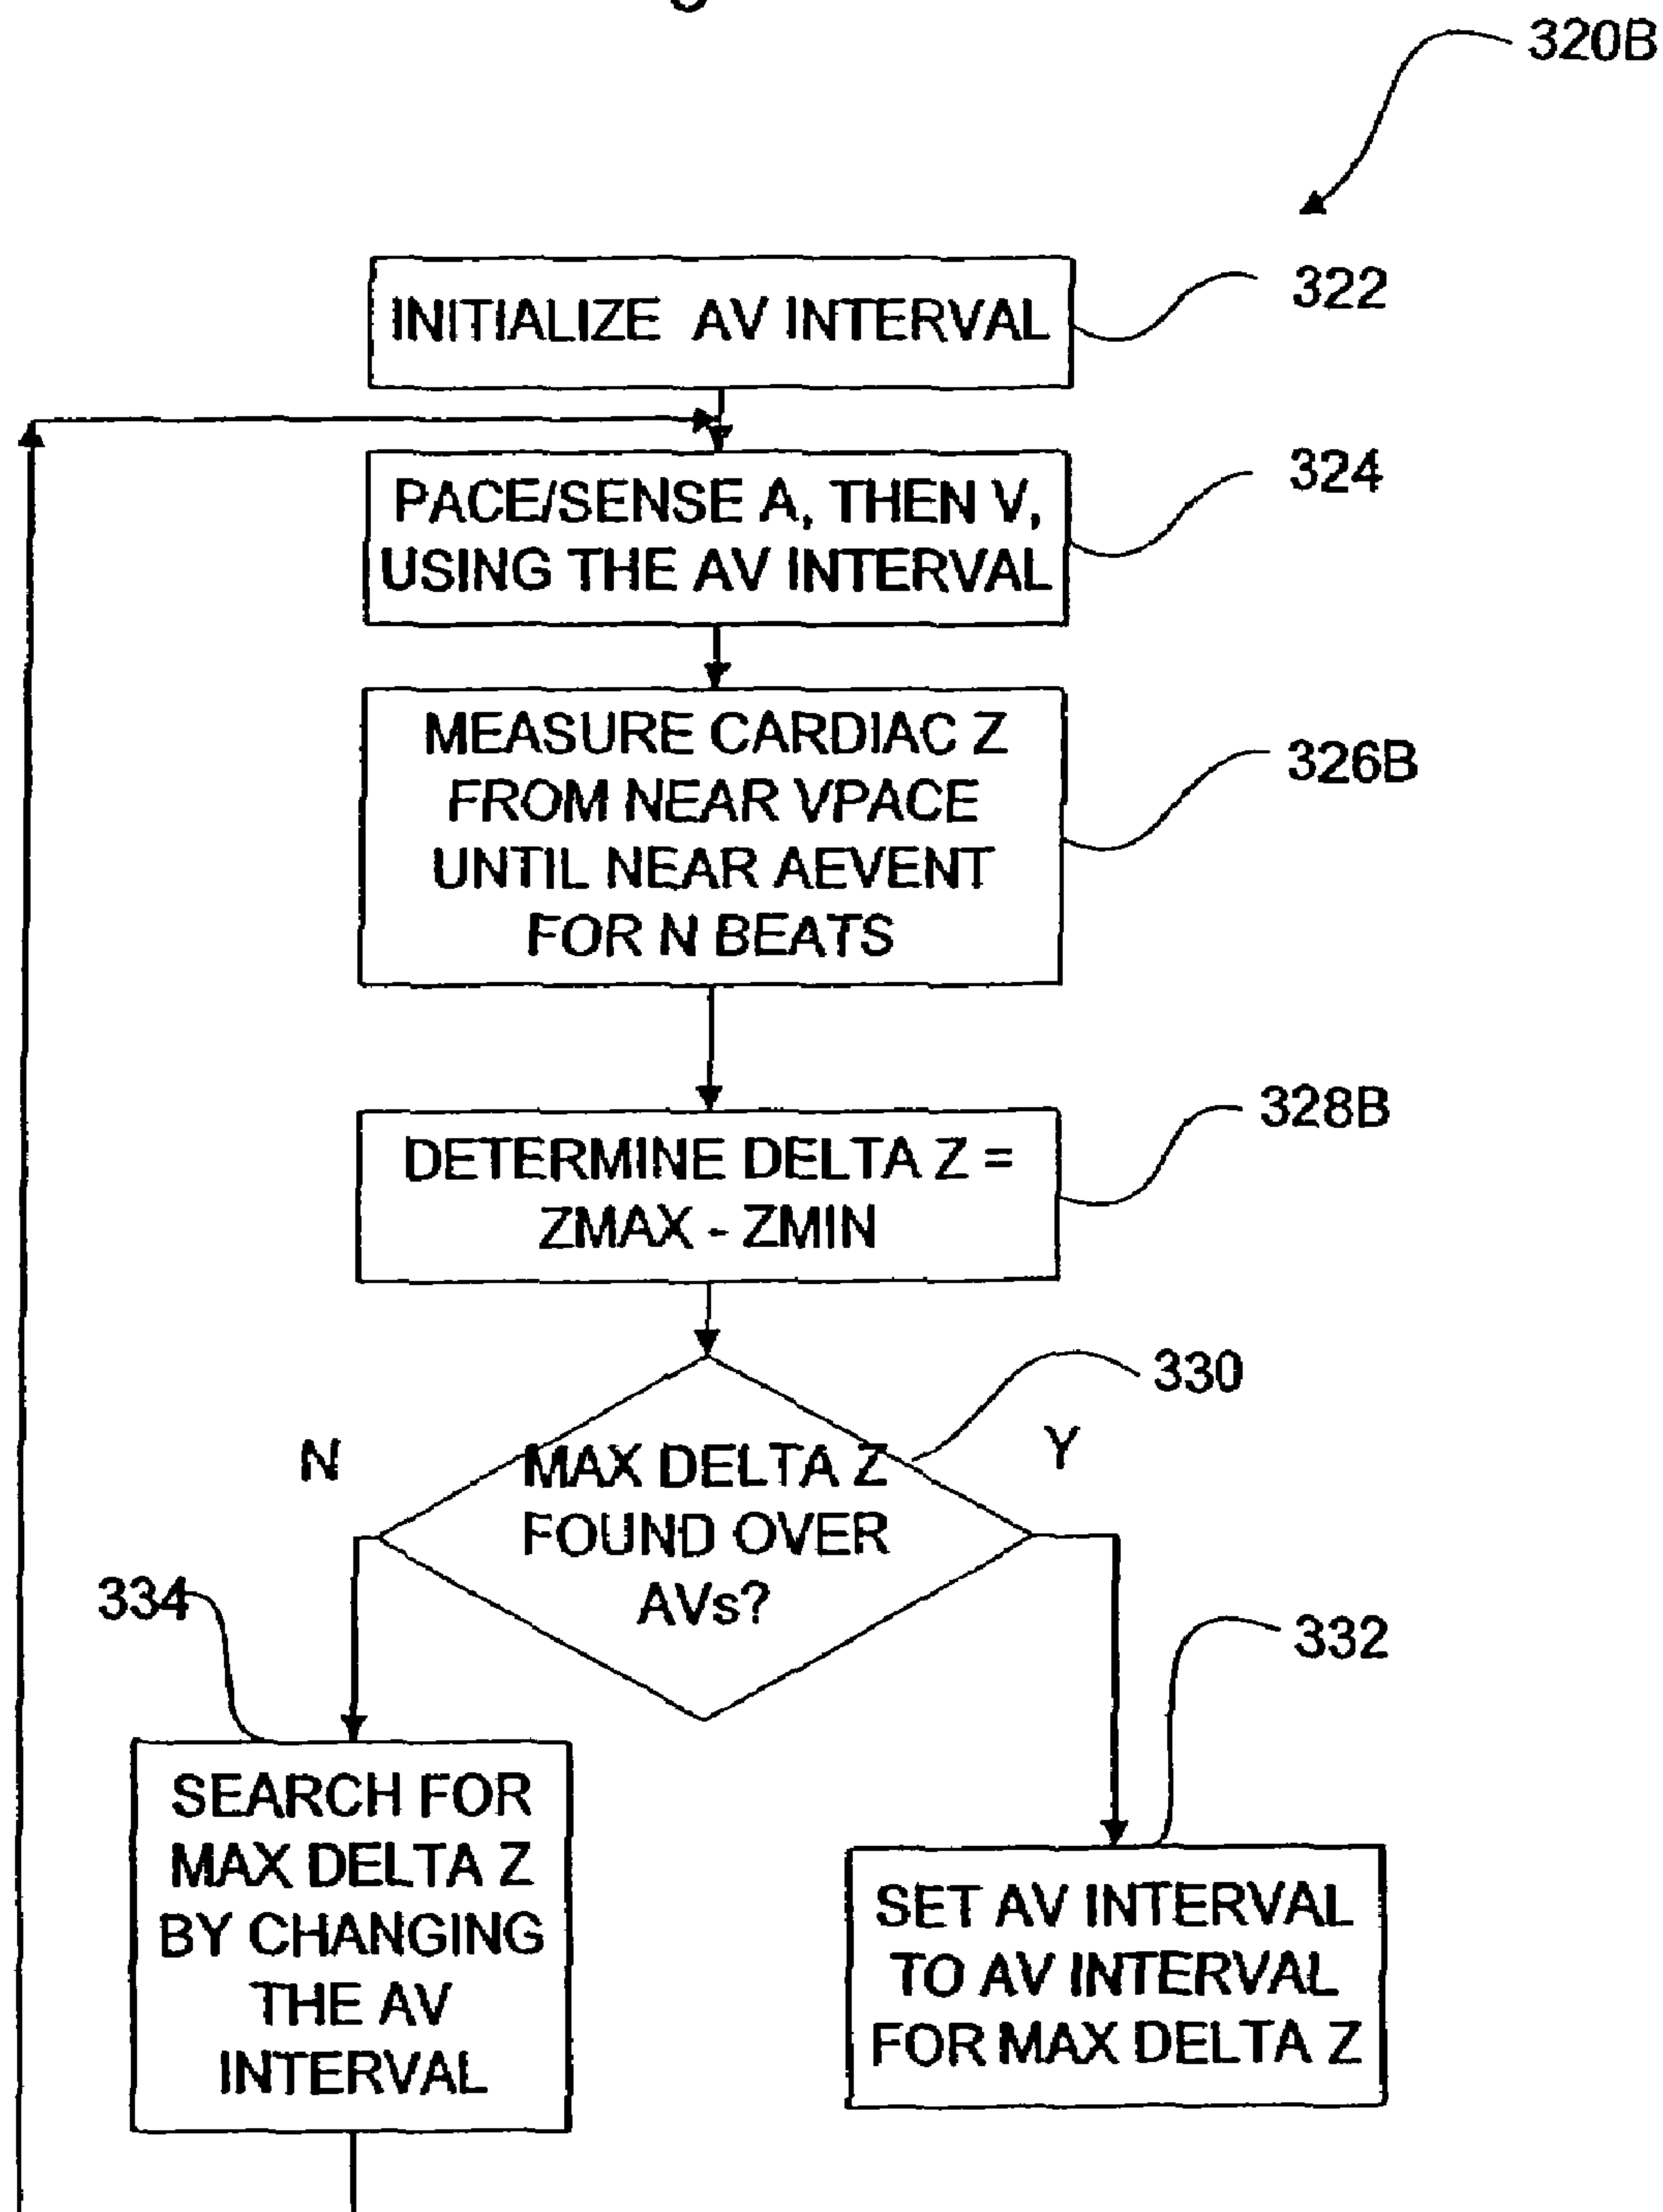 320B
INITIALIZE AV INTERVAL
322
PACE/SENSE A, THEN V,
USING THE AV INTERVAL
324
MEASURE CARDIAC Z
FROM NEAR VPACE
UNTIL NEAR AEVENT
FOR N BEATS
326B
DETERMINE DELTA Z =
ZMAX - ZMIN
328B
330
N
Y
MAX DELTA Z
FOUND OVER
AVs?
334
332
SEARCH FOR
MAX DELTA Z
BY CHANGING
THE AV
INTERVAL
SET AV INTERVAL
TO AV INTERVAL
FOR MAX DELTA Z